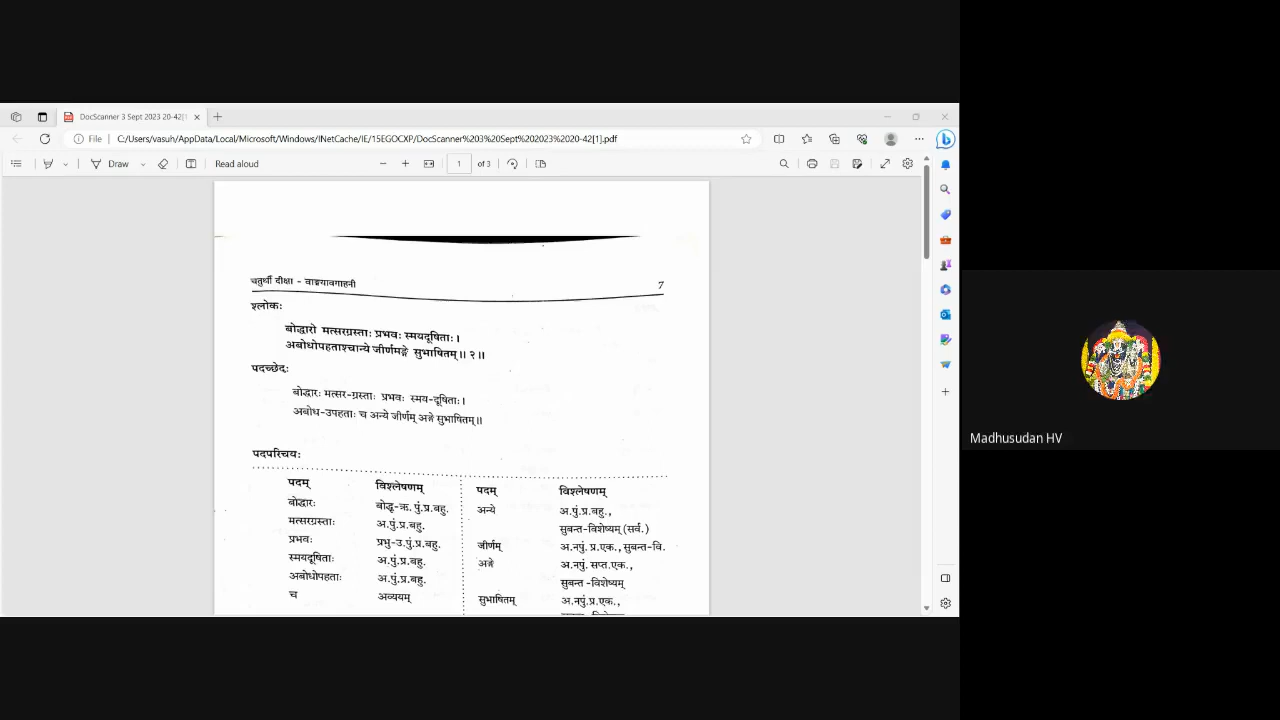 DocScanner 3 Sept 2023 20-42[1
File
C:/Users/vasuh/AppData/Local/Microsoft/Windows/INetCache/IE/15EGOCXP/DocScanner%203%20Sept%202023%2020-42[1].pdf
Draw
Read aloud
1 of 3
चतुर्थी दीक्षा - वाङ्मयावगाहनी
7
श्लोकः
बोद्धारो मत्सरग्रस्ताः प्रभवः स्मयदूषिताः ।
अबोधोपहताश्चान्ये जीर्णमङ्गे सुभाषितम् ॥ २ ॥
पदच्छेदः
बोद्धारः मत्सर-ग्रस्ताः प्रभवः स्मय-दूषिताः ।
अबोध-उपहताः च अन्ये जीर्णम् अङ्गे सुभाषितम् ॥
पदपरिचयः
पदम् विश्लेषणम्
बोद्धारः बोद्धृ-ऋ. पुं.प्र.बहु.
मत्सरग्रस्ताः अ.पुं.प्र.बहु.
प्रभवः प्रभु-उ.पुं.प्र.बहु.
स्मयदूषिताः अ.पुं.प्र.बहु.
अबोधोपहताः अ.पुं.प्र.बहु.
च अव्ययम्
पदम् विश्लेषणम्
अन्ये अ.पुं.प्र.बहु.,
सुबन्त-विशेष्यम् (सर्व.)
जीर्णम् अ.नपुं. प्र.एक., सुबन्त-वि.
अङ्गे अ.नपुं. सप्त.एक.,
सुबन्त -विशेष्यम्
सुभाषितम् अ.नपुं.प्र.एक.,
Madhusudan HV